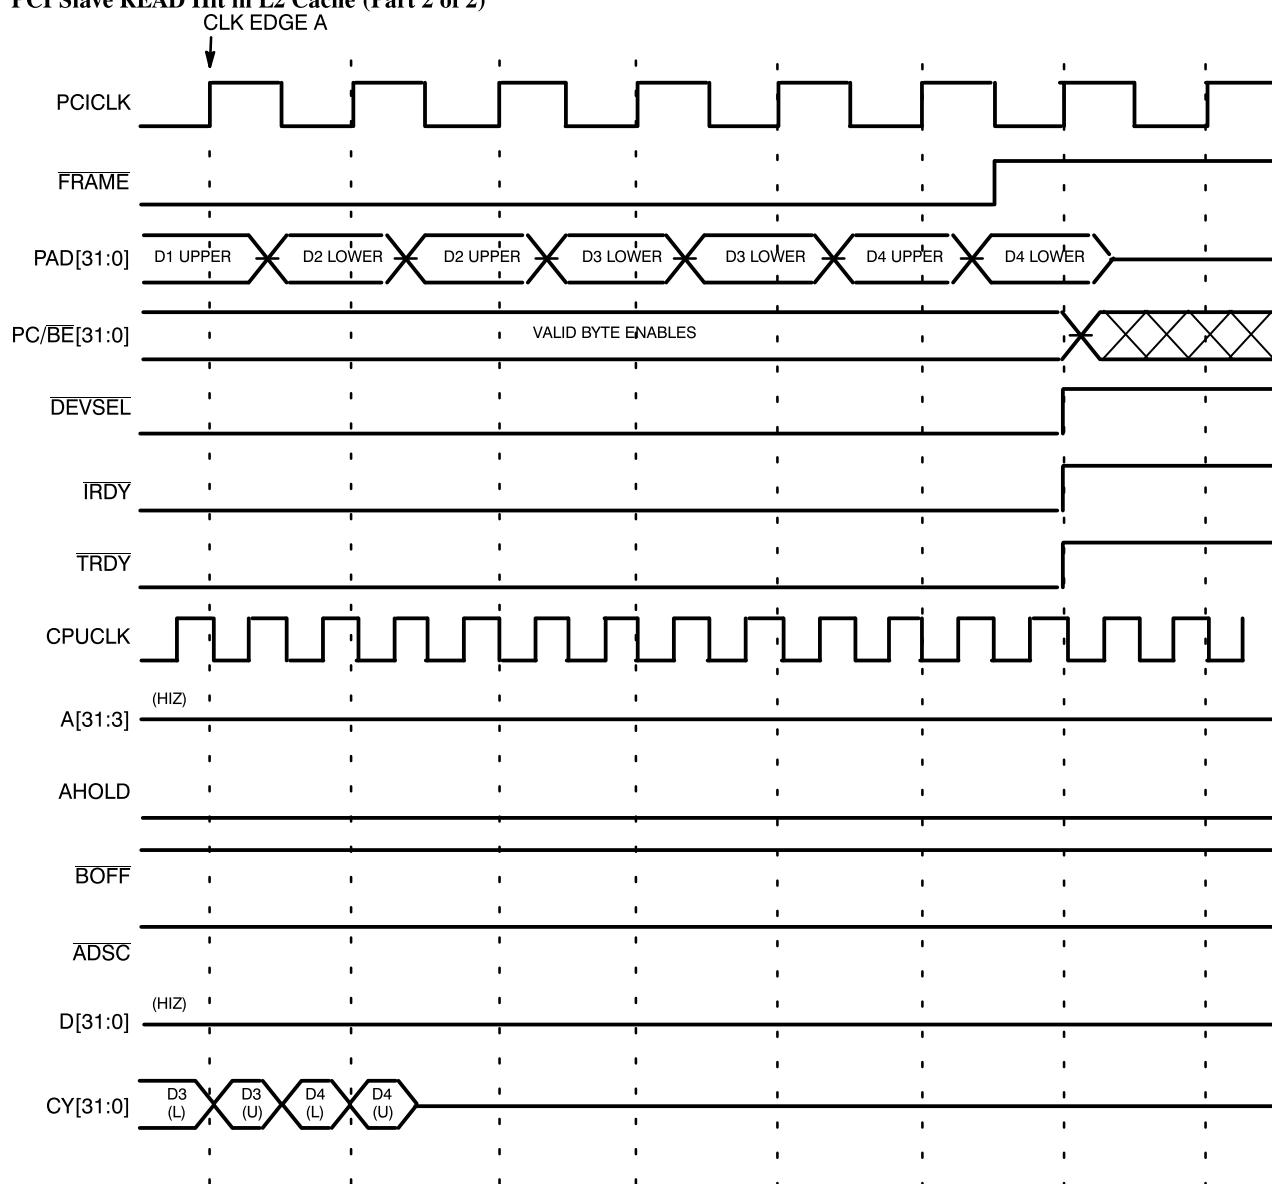 PCI Slave READ Hit in L2 Cache (Part 2 of 2)
CLK EDGE A
PCICLK
FRAME
PAD[31:0] D1 UPPER D2 LOWER D2 UPPER D3 LOWER D3 LOWER D4 UPPER D4 LOWER
PC/BE[31:0] VALID BYTE ENABLES
DEVSEL
IRDY
TRDY
CPUCLK
(HIZ)
A[31:3]
AHOLD
BOFF
ADSC
(HIZ)
D[31:0]
CY[31:0] D3 (L) D3 (U) D4 (L) D4 (U)